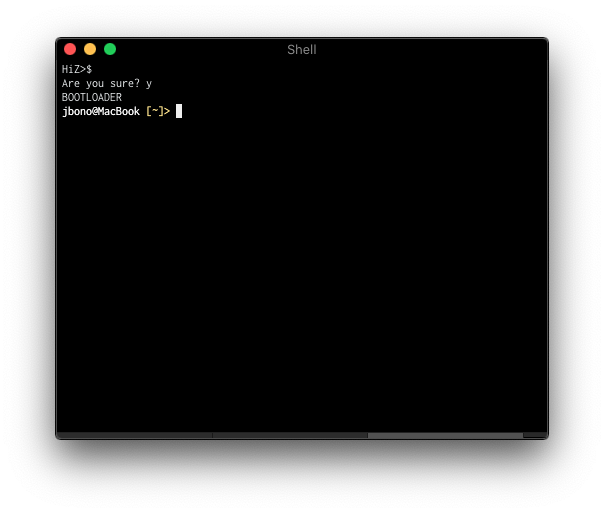 Shell
HiZ>$
Are you sure? y
BOOTLOADER
jbono@MacBook [~]>